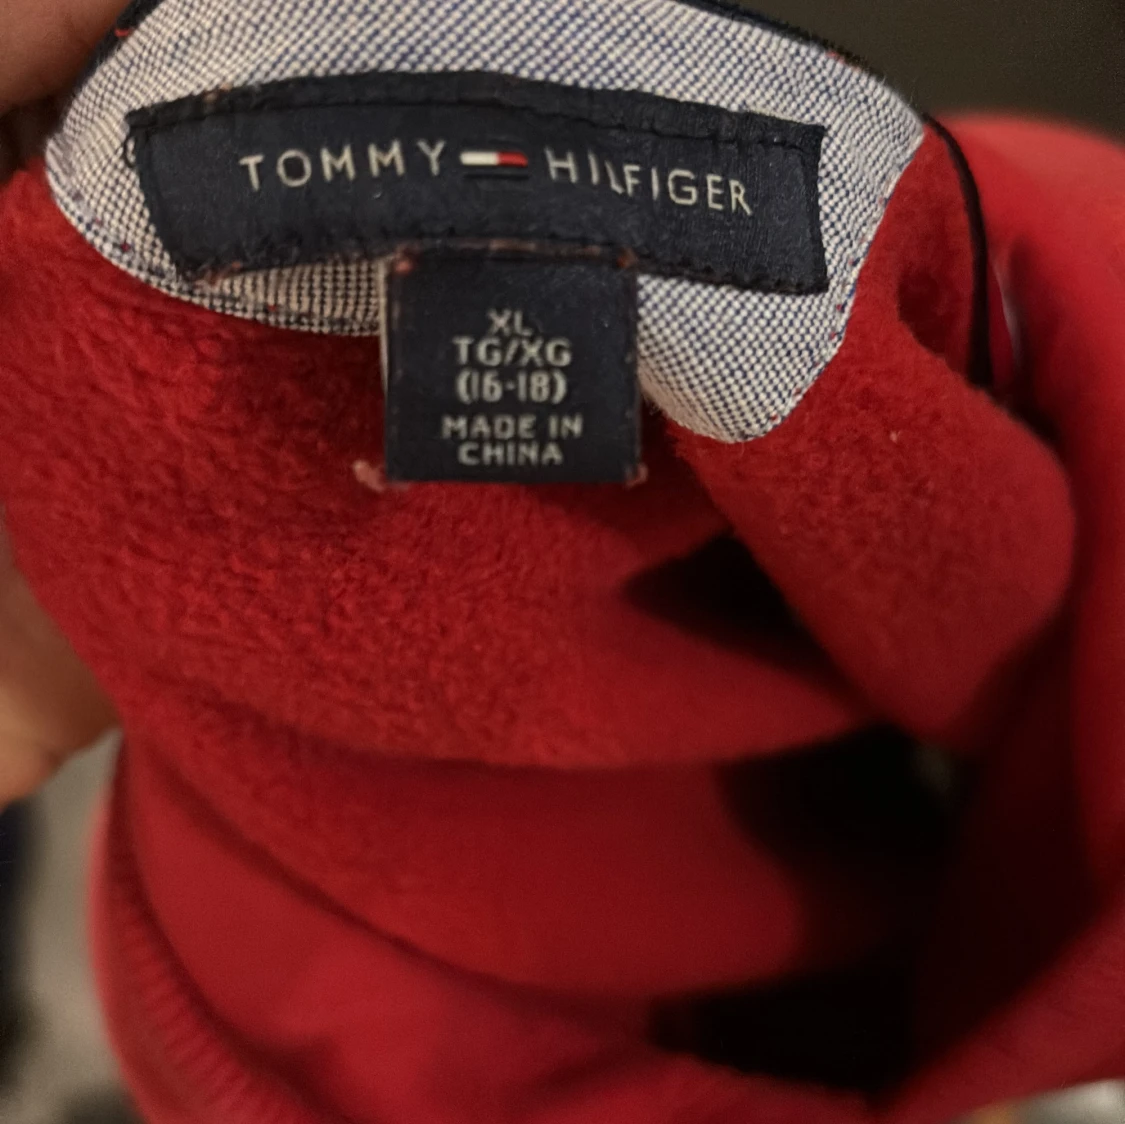 TOMMY HILFIGER
XL
TG/XG
(16-18)
MADE IN
CHINA